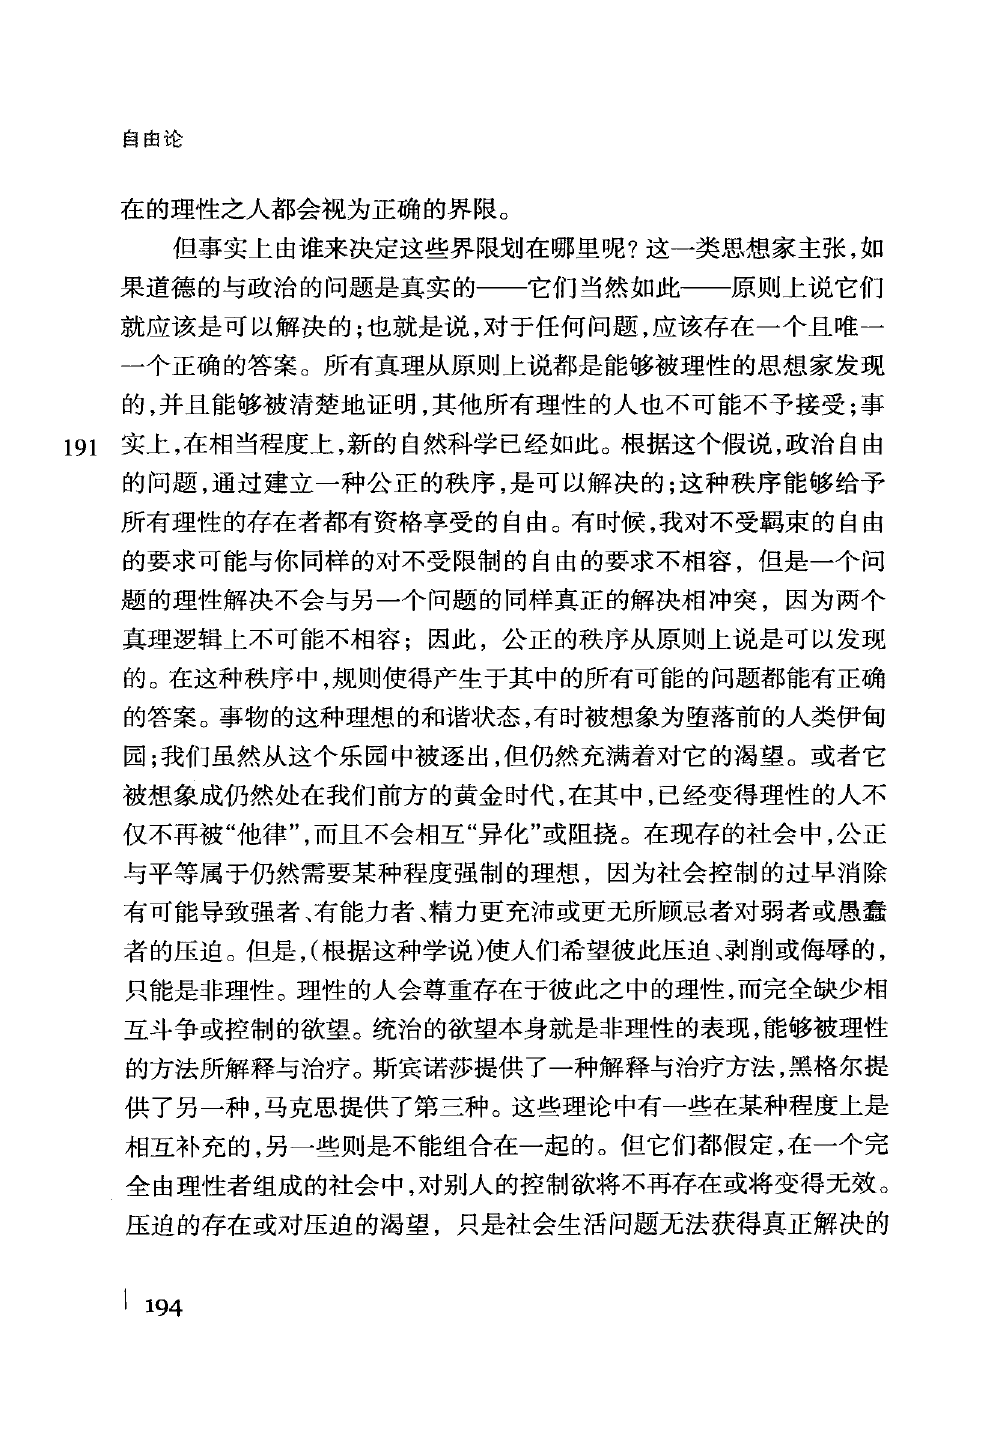 自由论
在的理性之人都会视为正确的界限。
但事实上由谁来决定这些界限划在哪里呢?这一类思想家主张,如
果道德的与政治的问题是真实的——它们当然如此——原则上说它们
就应该是可以解决的;也就是说,对于任何问题,应该存在一个且唯一
一个正确的答案。所有真理从原则上说都是能够被理性的思想家发现
的,并且能够被清楚地证明,其他所有理性的人也不可能不予接受;事
191 实上,在相当程度上,新的自然科学已经如此。根据这个假说,政治自由
的问题,通过建立一种公正的秩序,是可以解决的;这种秩序能够给予
所有理性的存在者都有资格享受的自由。有时候,我对不受羁束的自由
的要求可能与你同样的对不受限制的自由的要求不相容,但是一个问
题的理性解决不会与另一个问题的同样真正的解决相冲突,因为两个
真理逻辑上不可能不相容;因此,公正的秩序从原则上说是可以发现
的。在这种秩序中,规则使得产生于其中的所有可能的问题都能有正确
的答案。事物的这种理想的和谐状态,有时被想象为堕落前的人类伊甸
园;我们虽然从这个乐园中被逐出,但仍然充满着对它的渴望。或者它
被想象成仍然处在我们前方的黄金时代,在其中,已经变得理性的人不
仅不再被“他律”,而且不会相互“异化”或阻挠。在现存的社会中,公正
与平等属于仍然需要某种程度强制的理想,因为社会控制的过早消除
有可能导致强者、有能力者、精力更充沛或更无所顾忌者对弱者或愚蠢
者的压迫。但是,(根据这种学说)使人们希望彼此压迫、剥削或侮辱的,
只能是非理性。理性的人会尊重存在于彼此之中的理性,而完全缺少相
互斗争或控制的欲望。统治的欲望本身就是非理性的表现,能够被理性
的方法所解释与治疗。斯宾诺莎提供了一种解释与治疗方法,黑格尔提
供了另一种,马克思提供了第三种。这些理论中有一些在某种程度上是
相互补充的,另一些则是不能组合在一起的。但它们都假定,在一个完
全由理性者组成的社会中,对别人的控制欲将不再存在或将变得无效。
压迫的存在或对压迫的渴望,只是社会生活问题无法获得真正解决的
194